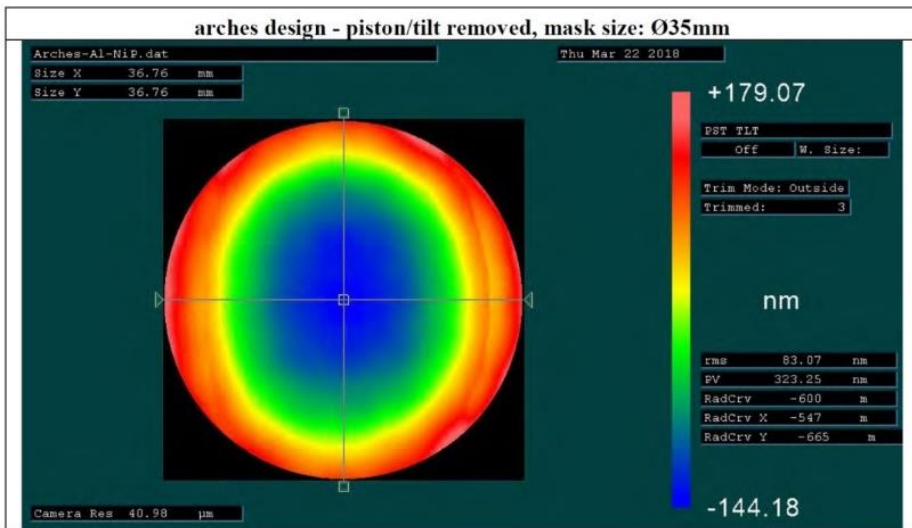 arches design - piston/tilt removed, mask size: Ø35mm
Arches-Al-NiP.dat
Thu Mar 22 2018
Size X 36.76 mm
Size Y 36.76 mm
+179.07
PST TLT
Off W. Size:
Trim Mode: Outside
Trimmed: 3
nm
rms 83.07 nm
PV 323.25 nm
RadCrv -600 m
RadCrv X -547 m
RadCrv Y -665 m
-144.18
Camera Res 40.98 µm